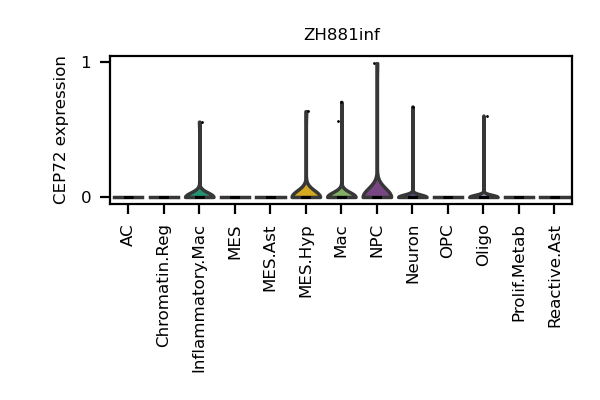 ZH881inf
CEP72 expression
1
0
AC
Chromatin.Reg
Inflammatory.Mac
MES
MES.Ast
MES.Hyp
Mac
NPC
Neuron
OPC
Oligo
Prolif.Metab
Reactive.Ast